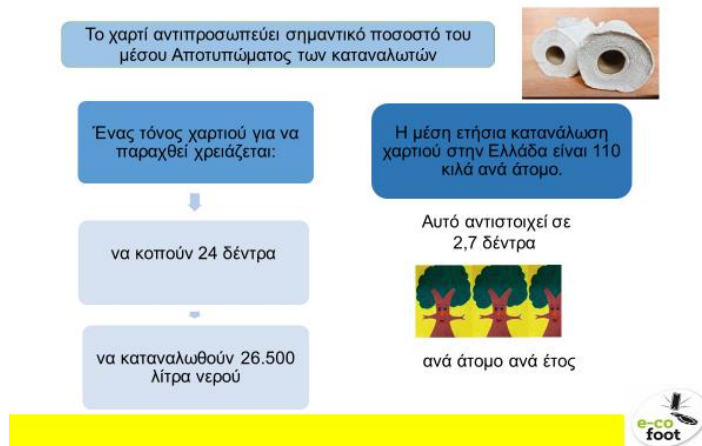 Το χαρτί αντιπροσωπεύει σημαντικό ποσοστό του
μέσου Αποτυπώματος των καταναλωτών
Ένας τόνος χαρτιού για να
παραχθεί χρειάζεται:
να κοπούν 24 δέντρα
να καταναλωθούν 26.500
λίτρα νερού
Η μέση ετήσια κατανάλωση
χαρτιού στην Ελλάδα είναι 110
κιλά ανά άτομο.
Αυτό αντιστοιχεί σε
2,7 δέντρα
ανά άτομο ανά έτος
e-co
foot